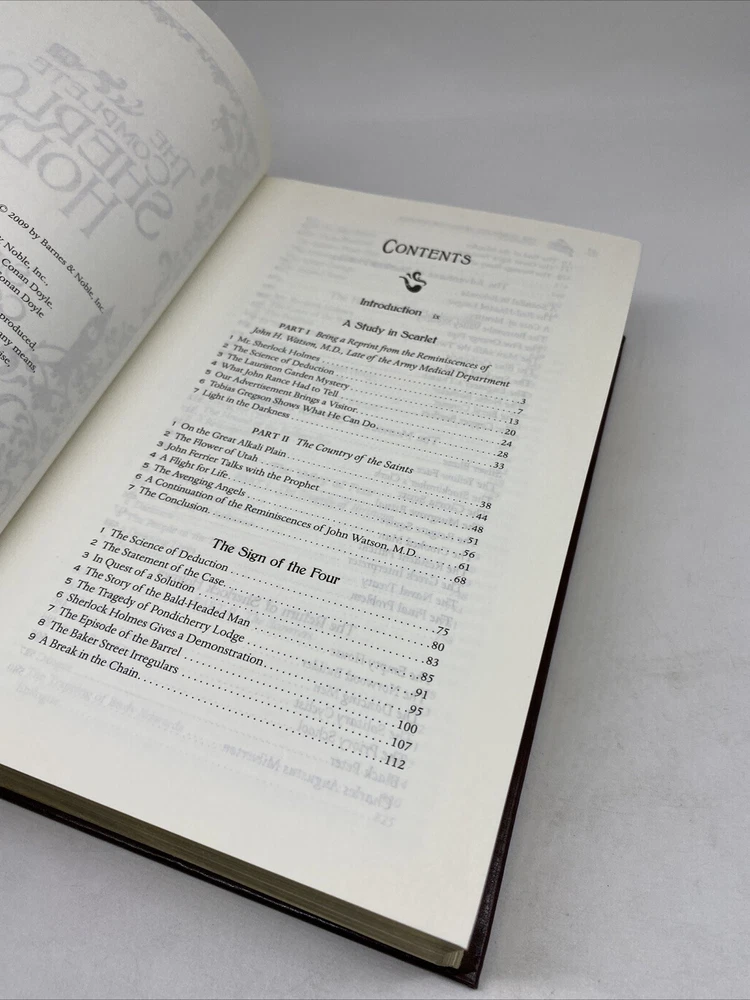 THE
COMPLETE
© 2009 by Barnes & Noble, Inc.
Noble, Inc.,
Conan Doyle.
Conan Doyle
any means,
CONTENTS
Introduction ix
A Study in Scarlet
PART I Being a Reprint from the Reminiscences of
John H. Watson, M.D., Late of the Army Medical Department
1 Mr. Sherlock Holmes 3
2 The Science of Deduction 7
3 The Lauriston Garden Mystery 13
4 What John Rance Had to Tell 20
5 Our Advertisement Brings a Visitor 24
6 Tobias Gregson Shows What He Can Do 28
7 Light in the Darkness 33
PART II The Country of the Saints
1 On the Great Alkali Plain 38
2 The Flower of Utah 44
3 John Ferrier Talks with the Prophet 48
4 A Flight for Life 51
5 The Avenging Angels 56
6 A Continuation of the Reminiscences of John Watson, M.D. 61
7 The Conclusion 68
The Sign of the Four
1 The Science of Deduction 75
2 The Statement of the Case 80
3 In Quest of a Solution 83
4 The Story of the Bald-Headed Man 85
5 The Tragedy of Pondicherry Lodge 91
6 Sherlock Holmes Gives a Demonstration 95
7 The Episode of the Barrel 100
8 The Baker Street Irregulars 107
9 A Break in the Chain 112